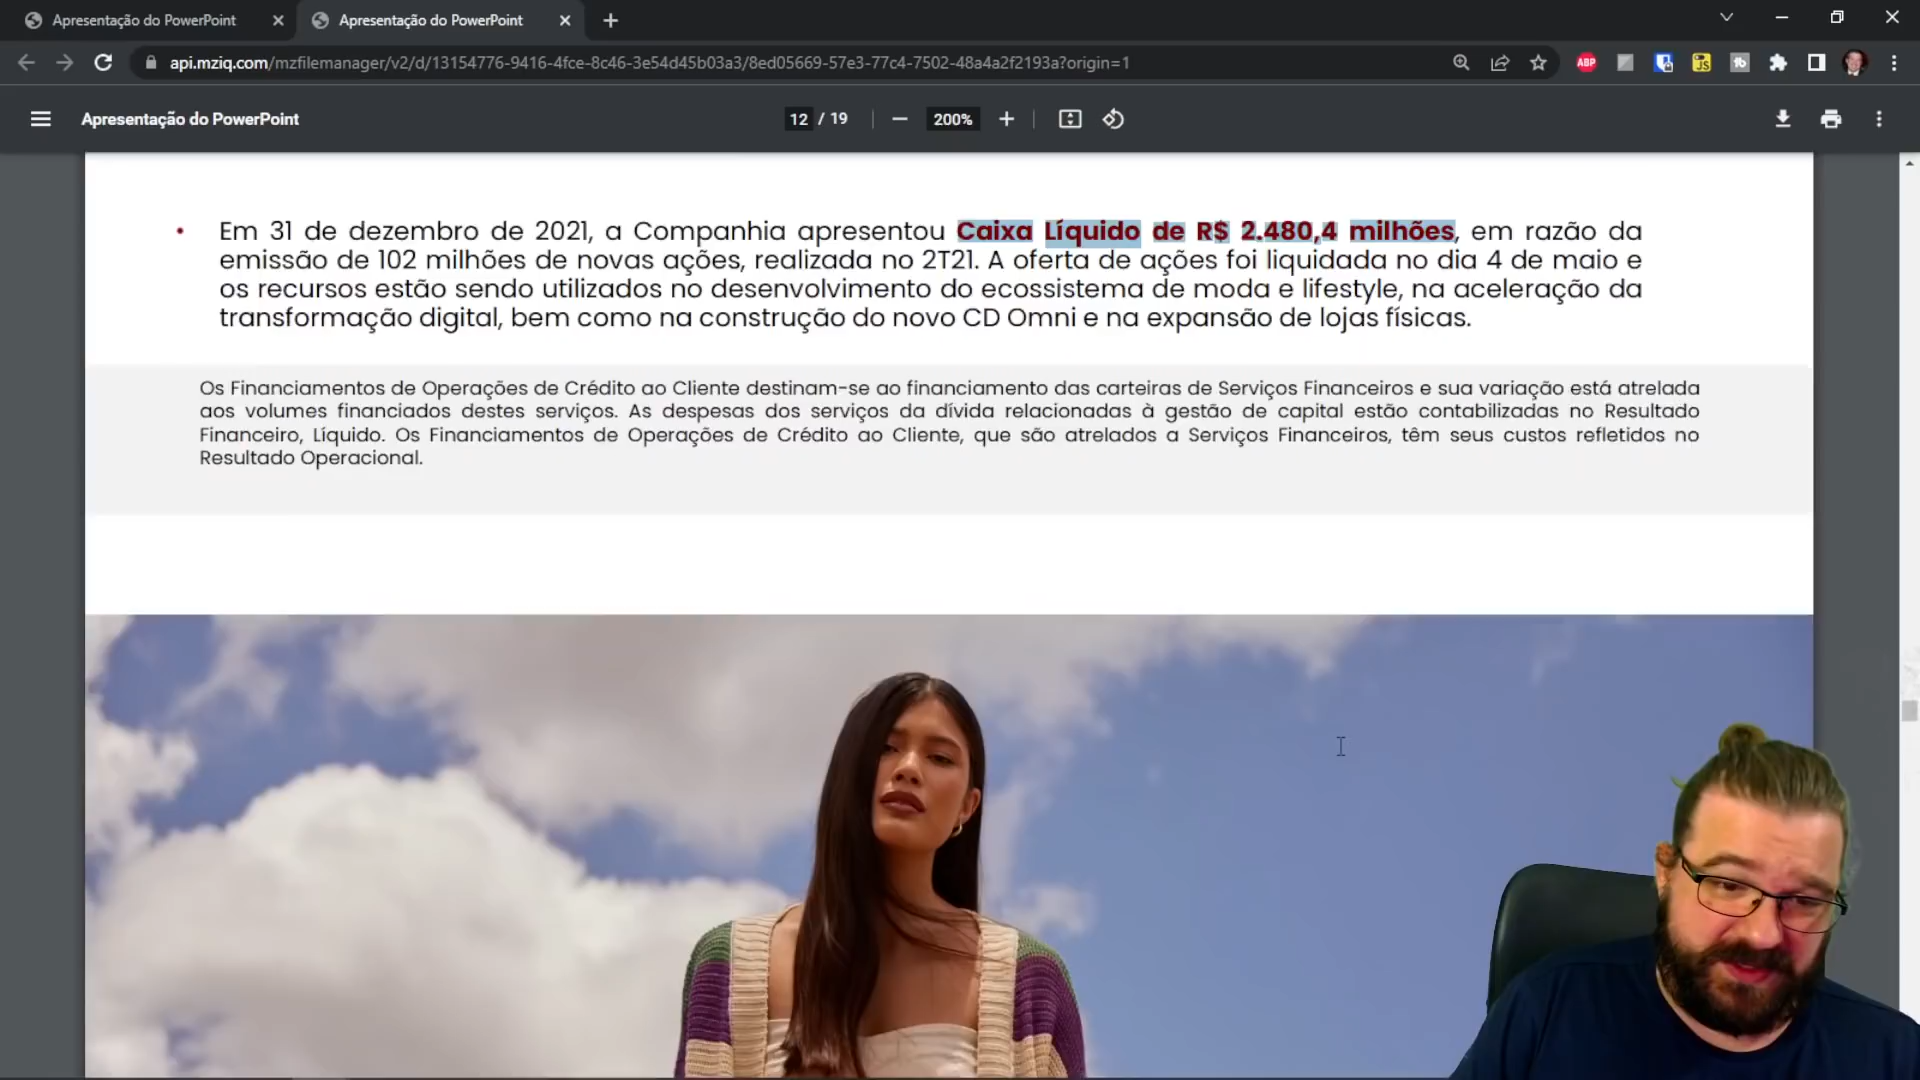 Apresentação do PowerPoint
Apresentação do PowerPoint
api.mziq.com/mzfilemanager/v2/d/13154776-9416-4fce-8c46-3e54d45b03a3/8ed05669-57e3-77c4-7502-48a4a2f2193a?origin=1
ABP
Apresentação do PowerPoint
12 / 19
200%
• Em 31 de dezembro de 2021, a Companhia apresentou Caixa Líquido de R$ 2.480,4 milhões, em razão da
emissão de 102 milhões de novas ações, realizada no 2T21. A oferta de ações foi liquidada no dia 4 de maio e
os recursos estão sendo utilizados no desenvolvimento do ecossistema de moda e lifestyle, na aceleração da
transformação digital, bem como na construção do novo CD Omni e na expansão de lojas físicas.
Os Financiamentos de Operações de Crédito ao Cliente destinam-se ao financiamento das carteiras de Serviços Financeiros e sua variação está atrelada
aos volumes financiados destes serviços. As despesas dos serviços da dívida relacionadas à gestão de capital estão contabilizadas no Resultado
Financeiro, Líquido. Os Financiamentos de Operações de Crédito ao Cliente, que são atrelados a Serviços Financeiros, têm seus custos refletidos no
Resultado Operacional.